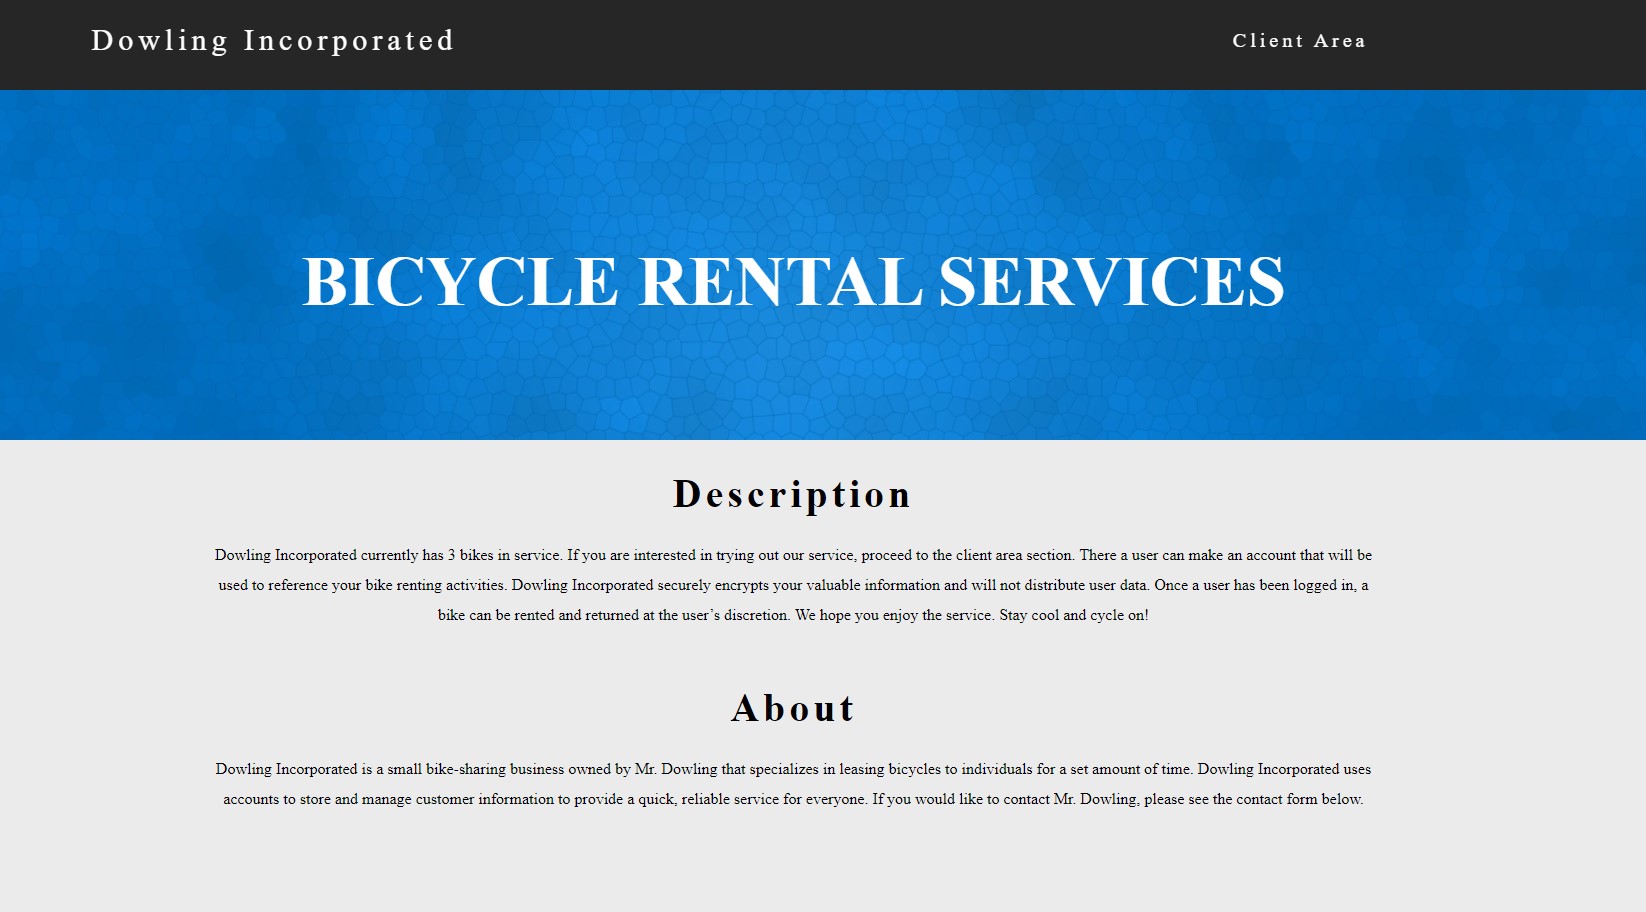 Dowling Incorporated
Client Area
BICYCLE RENTAL SERVICES
Description
Dowling Incorporated currently has 3 bikes in service. If you are interested in trying out our service, proceed to the client area section. There a user can make an account that will be
used to reference your bike renting activities. Dowling Incorporated securely encrypts your valuable information and will not distribute user data. Once a user has been logged in, a
bike can be rented and returned at the user’s discretion. We hope you enjoy the service. Stay cool and cycle on!
About
Dowling Incorporated is a small bike-sharing business owned by Mr. Dowling that specializes in leasing bicycles to individuals for a set amount of time. Dowling Incorporated uses
accounts to store and manage customer information to provide a quick, reliable service for everyone. If you would like to contact Mr. Dowling, please see the contact form below.